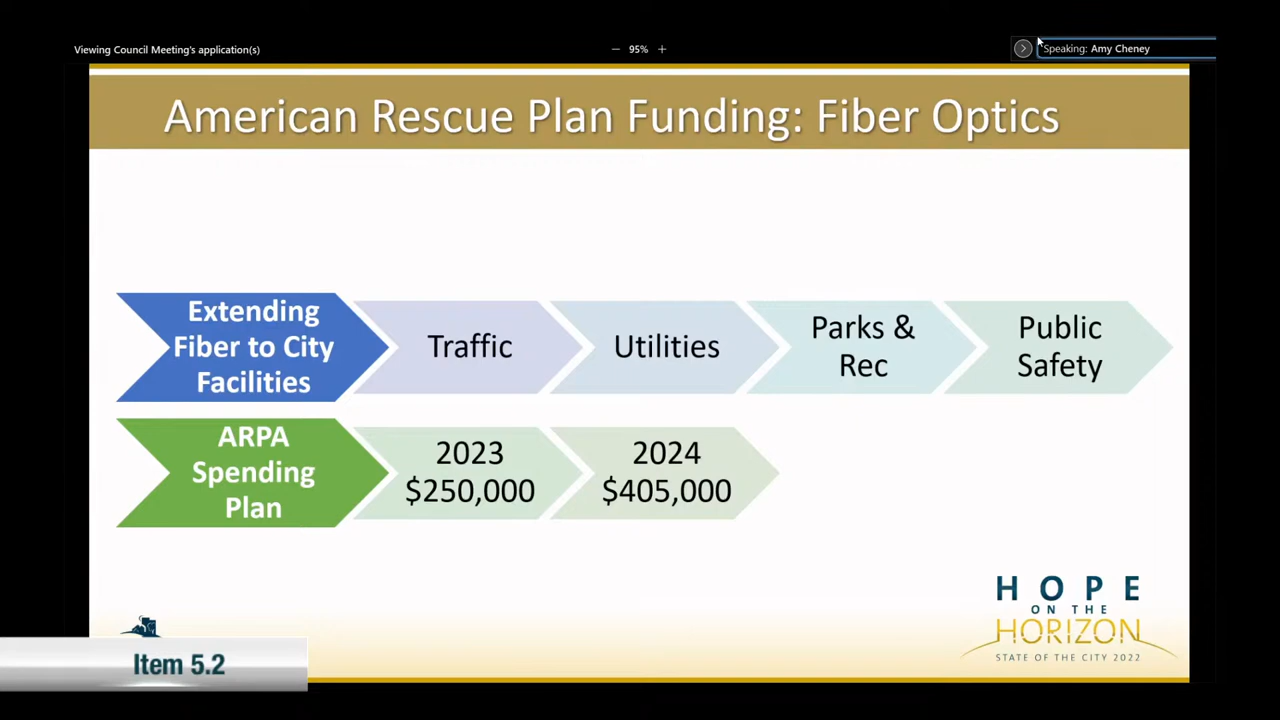 Viewing Council Meeting's application(s)
− 95% +
Speaking: Amy Cheney
American Rescue Plan Funding: Fiber Optics
Extending
Fiber to City
Facilities
Traffic
Utilities
Parks &
Rec
Public
Safety
ARPA
Spending
Plan
2023
$250,000
2024
$405,000
HOPE
ON THE
HORIZON
STATE OF THE CITY 2022
Item 5.2